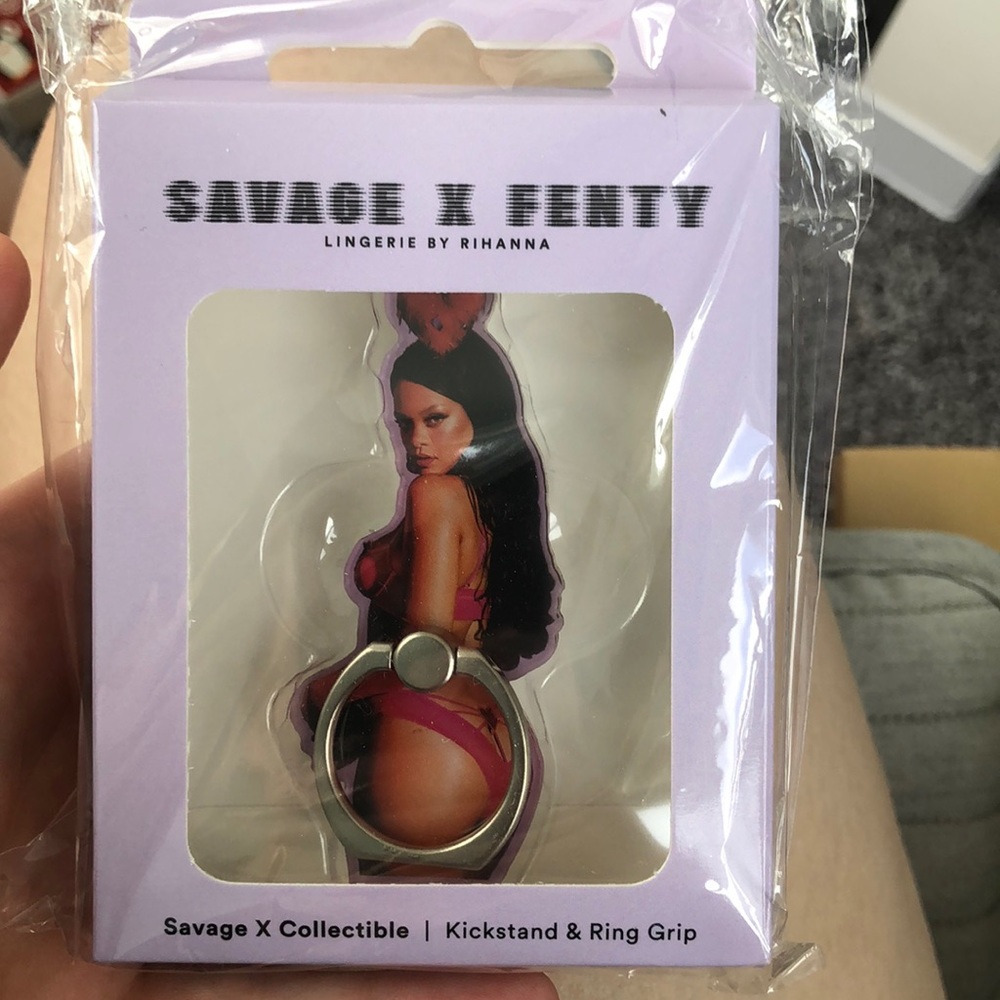 SAVAGE X FENTY
LINGERIE BY RIHANNA
Savage X Collectible | Kickstand & Ring Grip